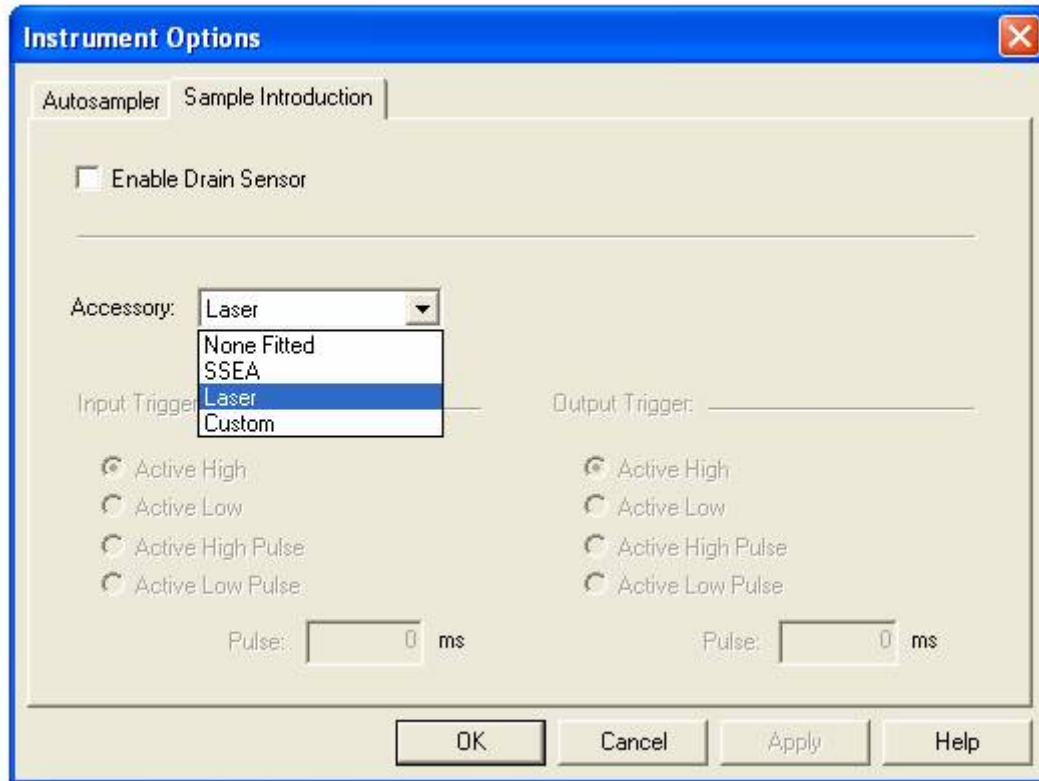 Instrument Options
Autosampler Sample Introduction
Enable Drain Sensor
Accessory: Laser
None Fitted
SSEA
Input Trigger Laser Output Trigger:
Custom
Active High Active High
Active Low Active Low
Active High Pulse Active High Pulse
Active Low Pulse Active Low Pulse
Pulse: 0 ms Pulse: 0 ms
OK Cancel Apply Help